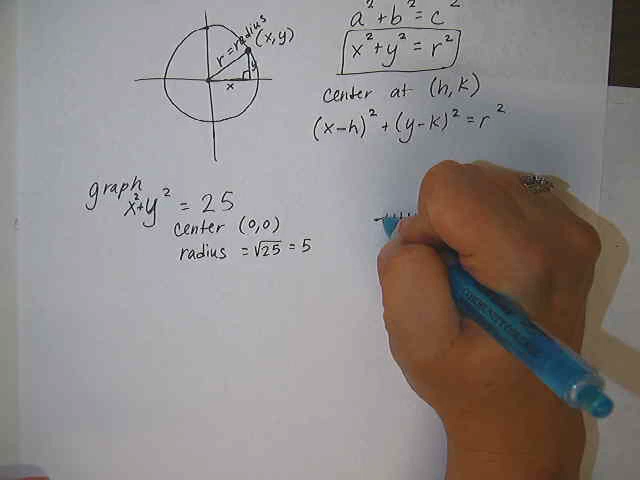 r = radius
(x, y)
y
x
a² + b² = c²
x² + y² = r²
center at (h, k)
(x-h)² + (y-k)² = r²
graph
x² + y² = 25
center (0,0)
radius = √25 = 5